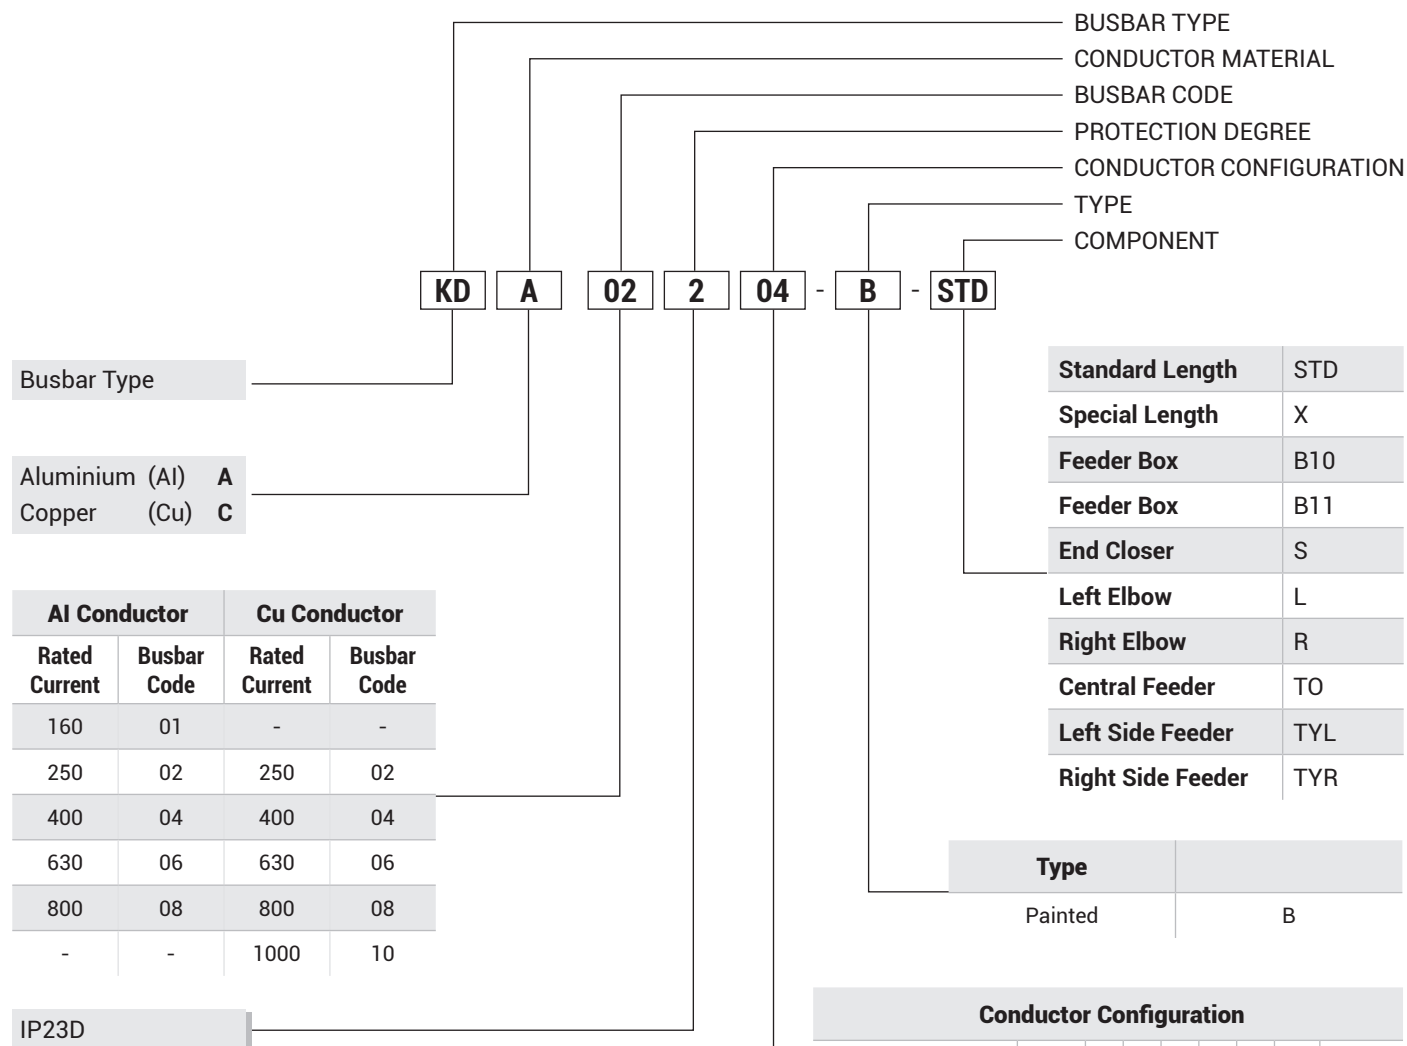 BUSBAR TYPE
CONDUCTOR MATERIAL
BUSBAR CODE
PROTECTION DEGREE
CONDUCTOR CONFIGURATION
TYPE
COMPONENT
KD A 02 2 04 - B - STD
Busbar Type
Aluminium (Al) A
Copper (Cu) C
Al Conductor Cu Conductor
Rated Current Busbar Code Rated Current Busbar Code
160 01 - -
250 02 250 02
400 04 400 04
630 06 630 06
800 08 800 08
- - 1000 10
IP23D
Standard Length STD
Special Length X
Feeder Box B10
Feeder Box B11
End Closer S
Left Elbow L
Right Elbow R
Central Feeder TO
Left Side Feeder TYL
Right Side Feeder TYR
Type
Painted B
Conductor Configuration